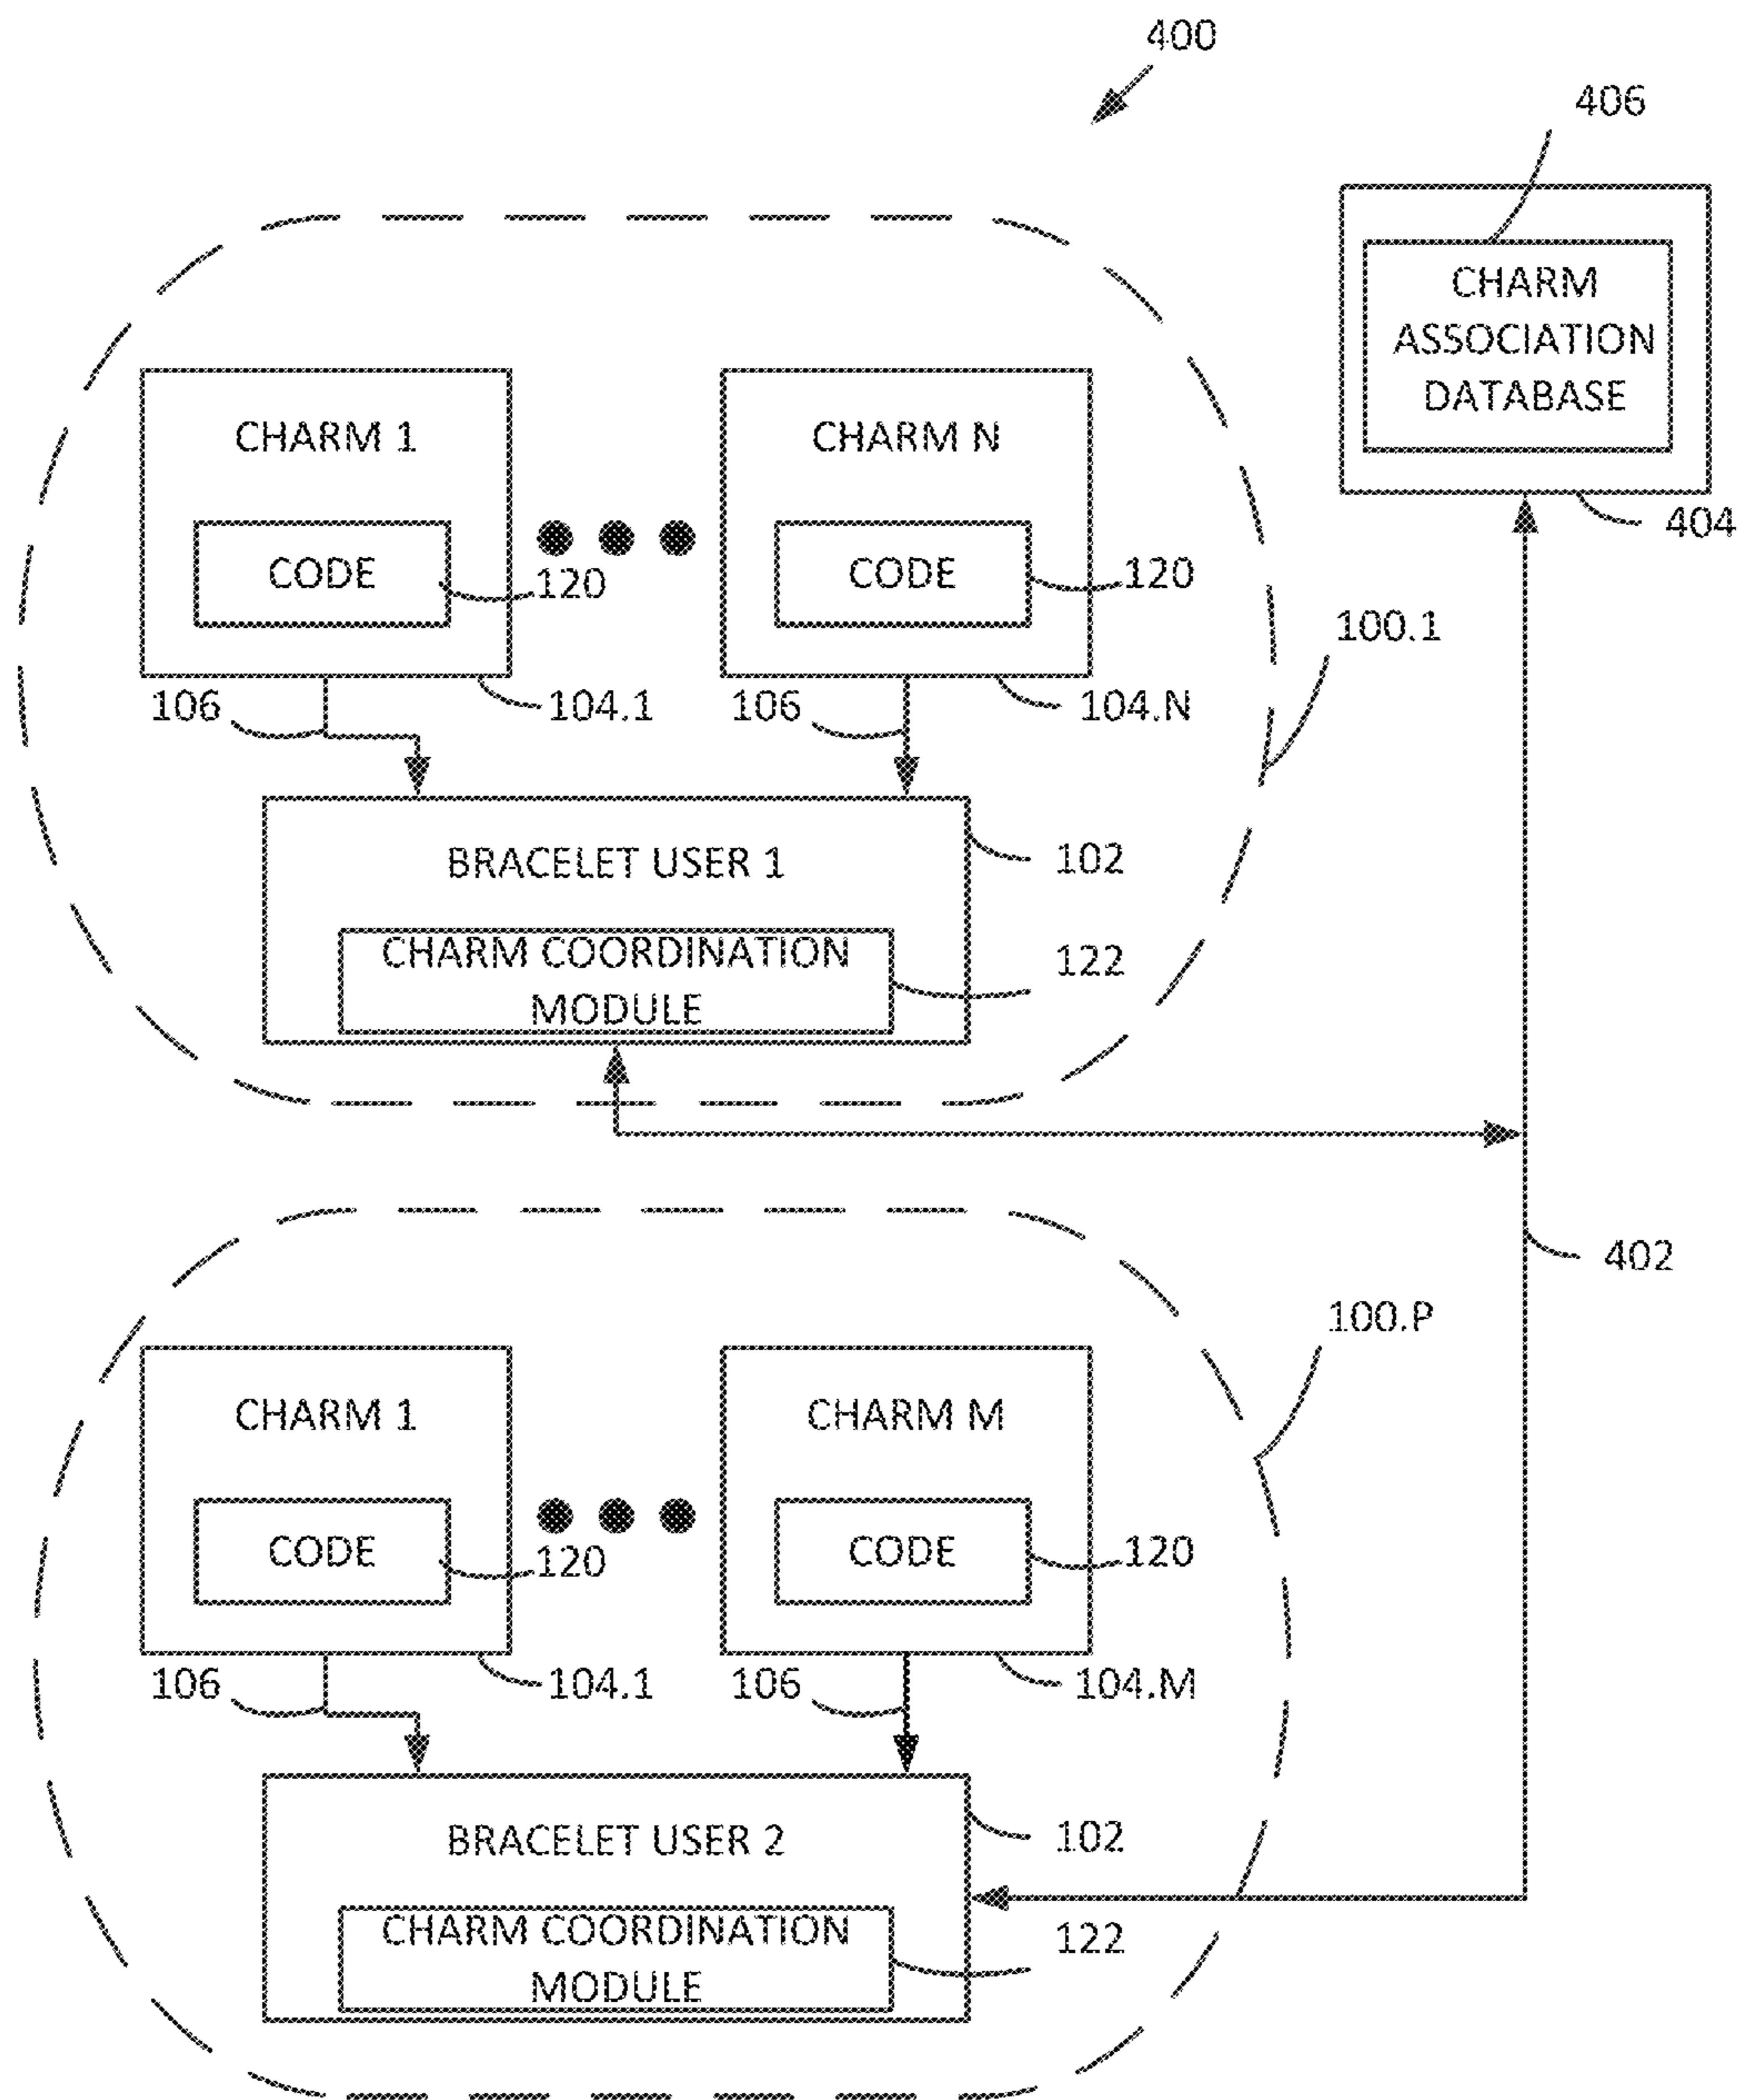 400
406
CHARM
ASSOCIATION
DATABASE
404
CHARM 1
CHARM N
CODE
120
CODE
120
100.1
106
104.1
106
104.N
BRACELET USER 1
102
CHARM COORDINATION
MODULE
122
402
100.P
CHARM 1
CHARM M
CODE
120
CODE
120
106
104.1
106
104.M
BRACELET USER 2
102
CHARM COORDINATION
MODULE
122